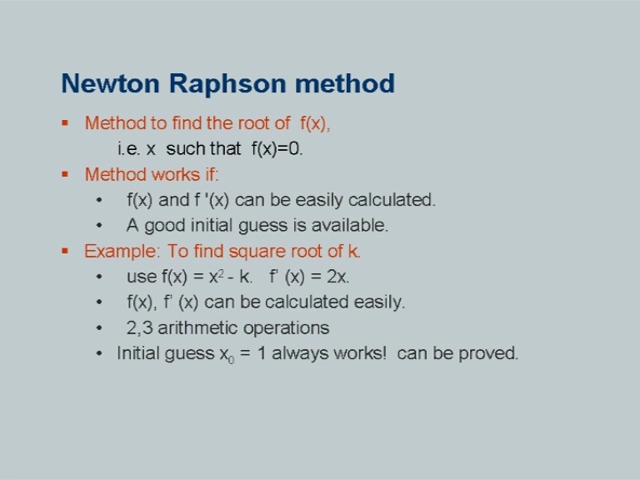 Newton Raphson method
▪ Method to find the root of f(x),
i.e. x such that f(x)=0.
▪ Method works if:
• f(x) and f '(x) can be easily calculated.
• A good initial guess is available.
▪ Example: To find square root of k.
• use f(x) = x² - k. f' (x) = 2x.
• f(x), f' (x) can be calculated easily.
• 2,3 arithmetic operations
• Initial guess x₀ = 1 always works! can be proved.